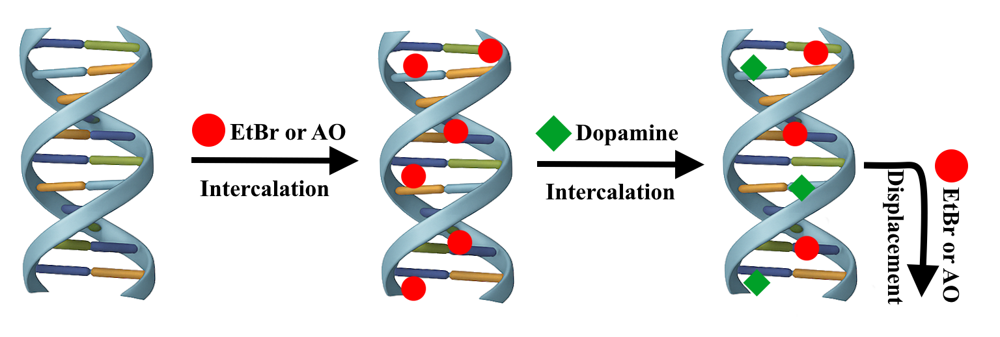 EtBr or AO
Intercalation
Dopamine
Intercalation
Displacement
EtBr or AO